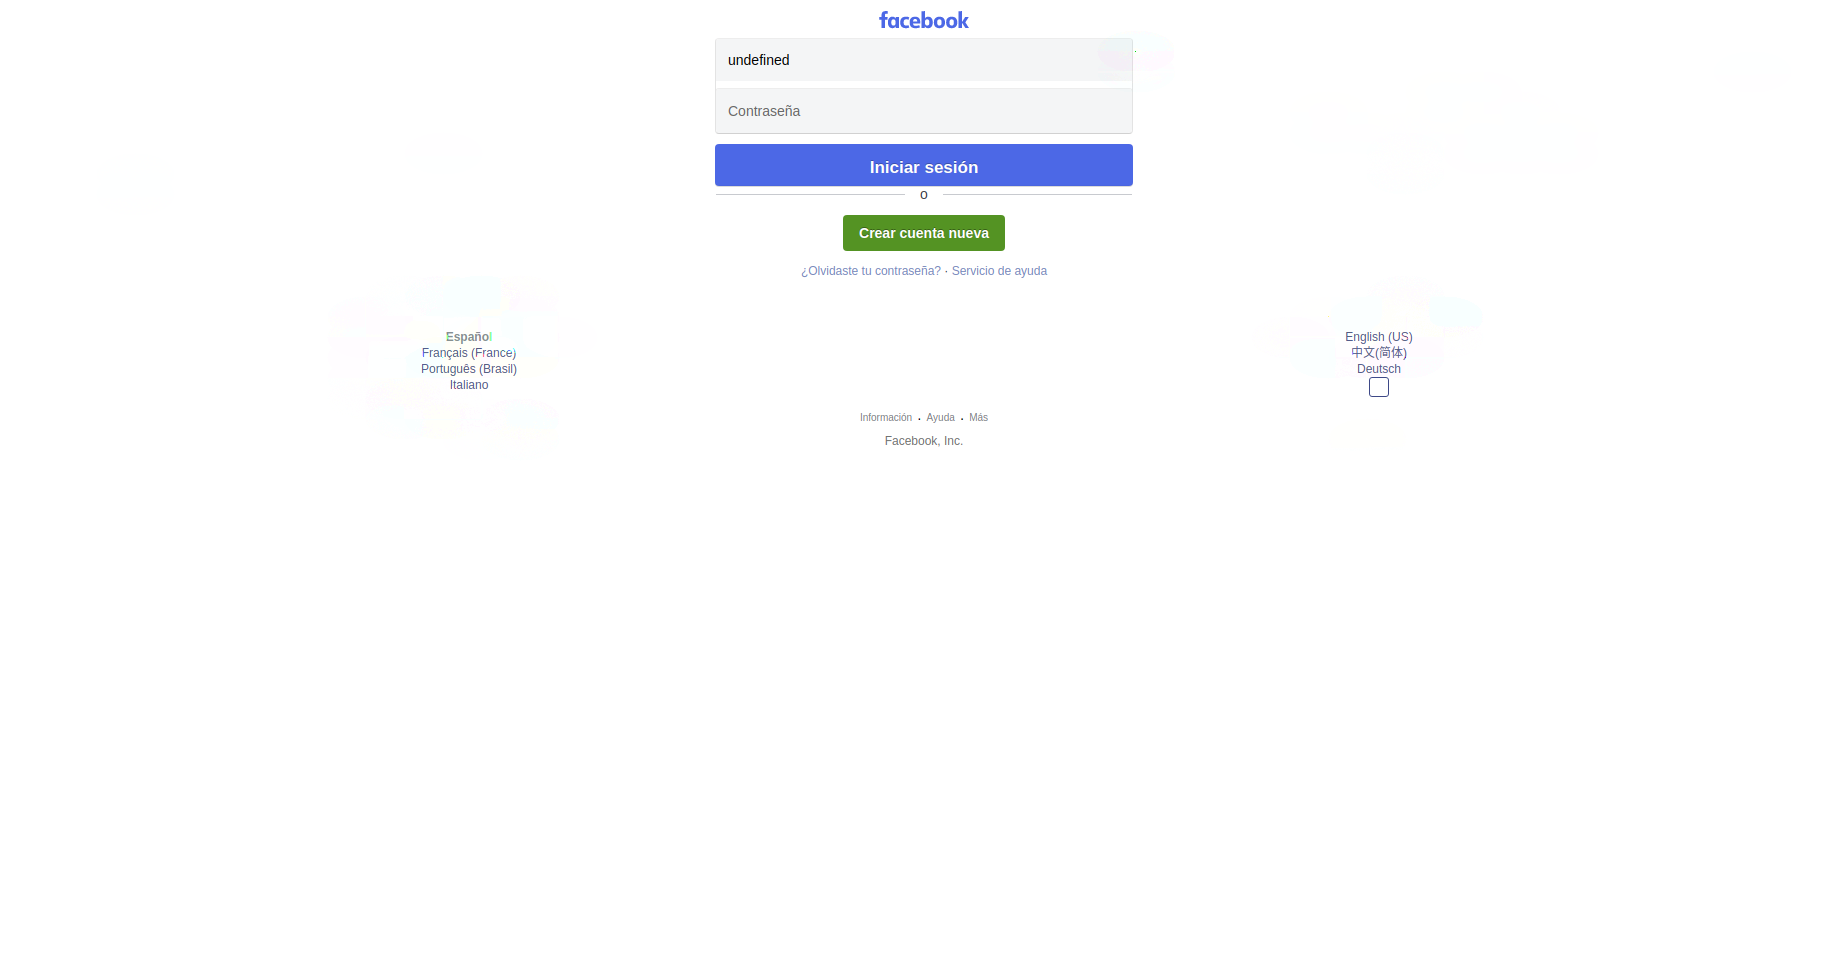 facebook
undefined
Contraseña
Iniciar sesión
o
Crear cuenta nueva
¿Olvidaste tu contraseña? · Servicio de ayuda
Español
Français (France)
Português (Brasil)
Italiano
English (US)
中文(简体)
Deutsch
Información · Ayuda · Más
Facebook, Inc.